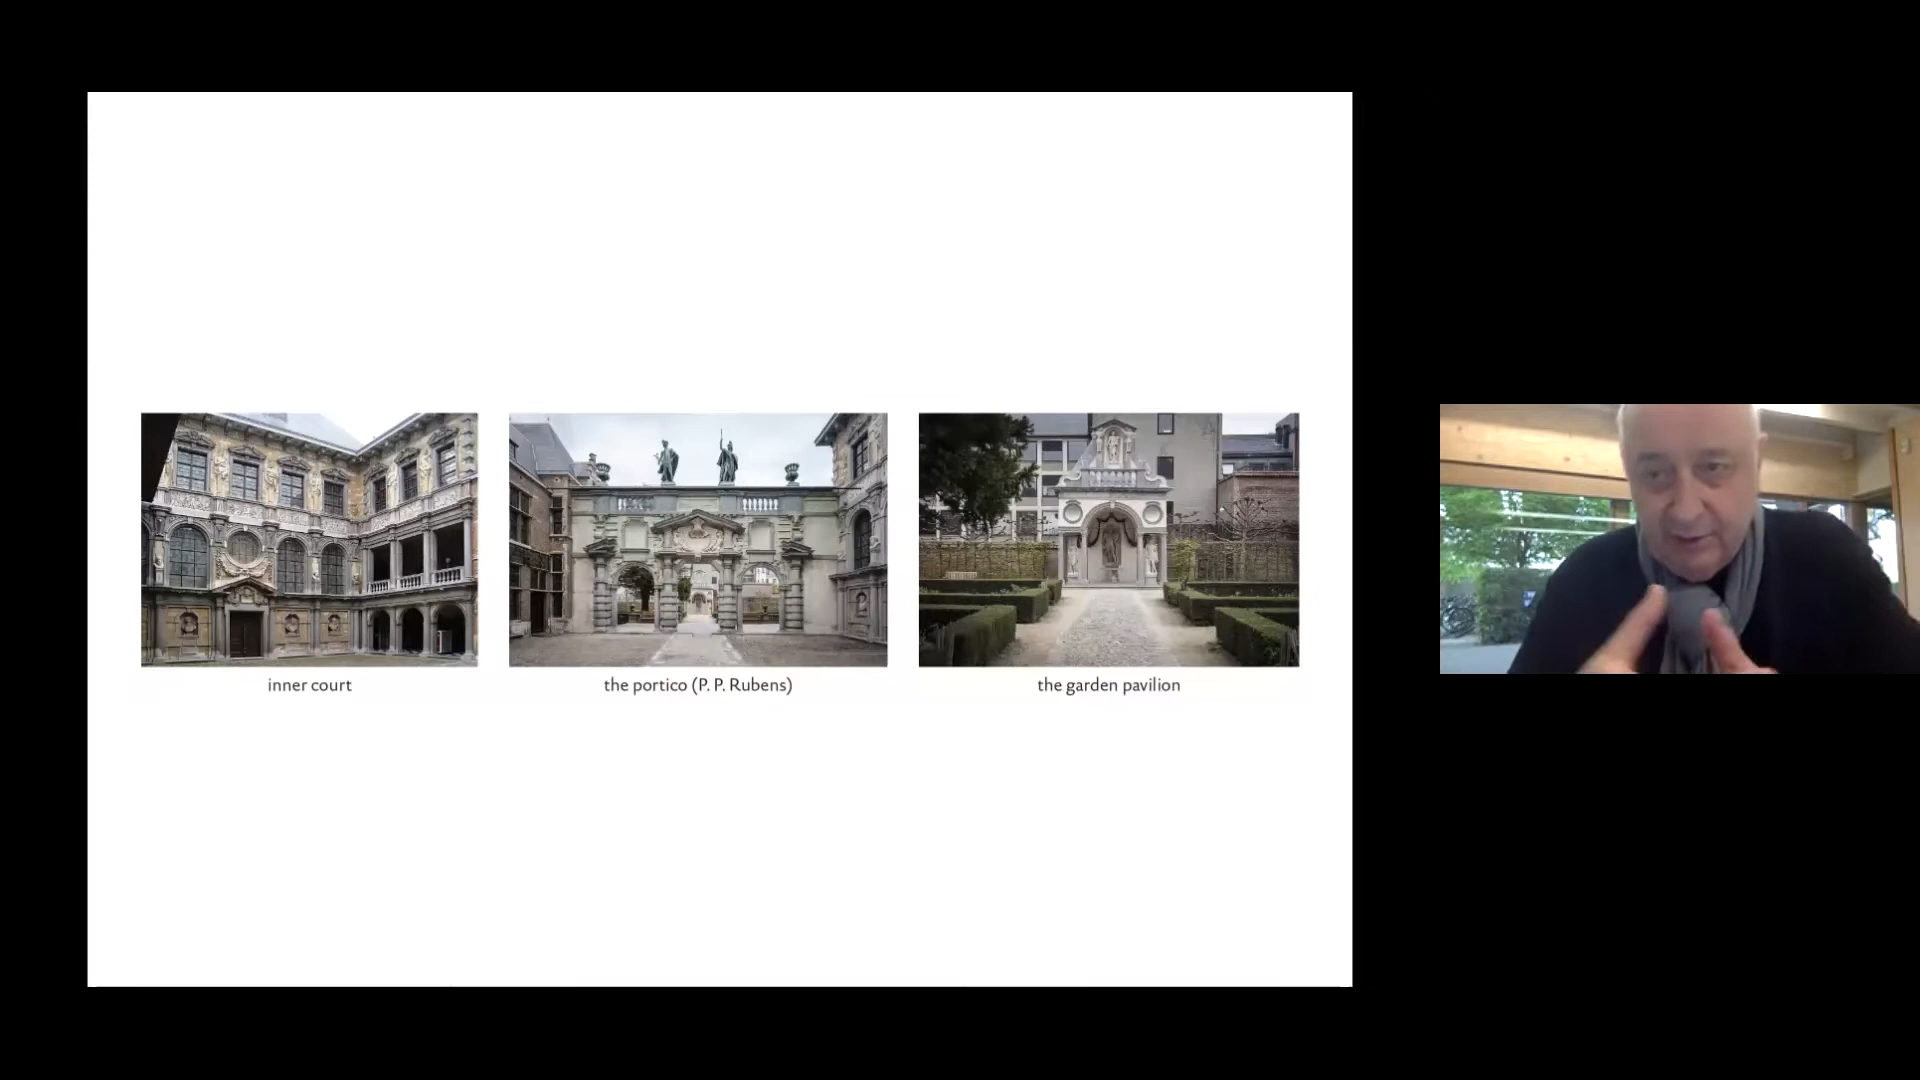 inner court
the portico (P. P. Rubens)
the garden pavilion